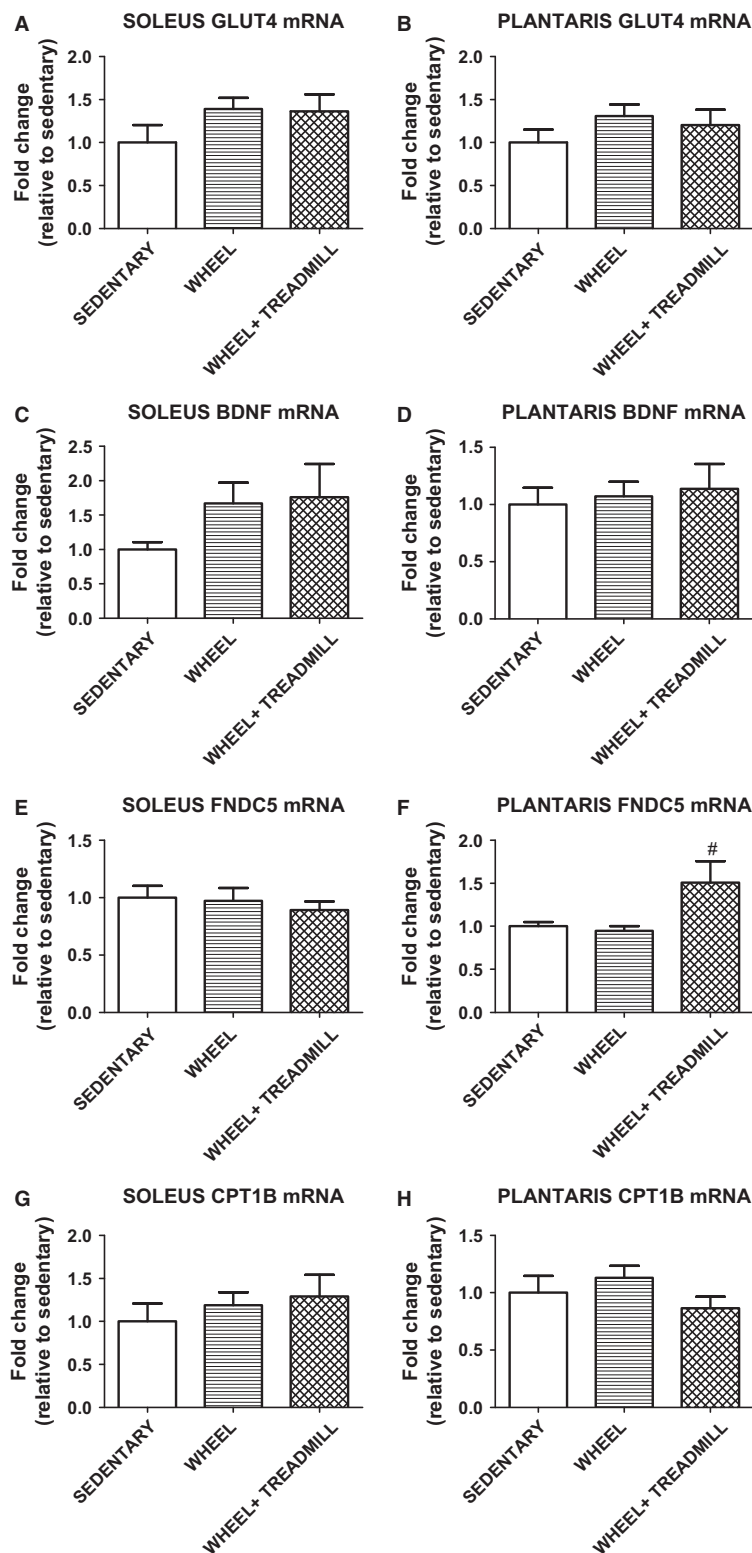 A
SOLEUS GLUT4 mRNA
Fold change
(relative to sedentary)
2.0
1.5
1.0
0.5
0.0
SEDENTARY
WHEEL
WHEEL+ TREADMILL
B
PLANTARIS GLUT4 mRNA
Fold change
(relative to sedentary)
2.0
1.5
1.0
0.5
0.0
SEDENTARY
WHEEL
WHEEL+ TREADMILL
C
SOLEUS BDNF mRNA
Fold change
(relative to sedentary)
2.5
2.0
1.5
1.0
0.5
0.0
SEDENTARY
WHEEL
WHEEL+ TREADMILL
D
PLANTARIS BDNF mRNA
Fold change
(relative to sedentary)
1.5
1.0
0.5
0.0
SEDENTARY
WHEEL
WHEEL+ TREADMILL
E
SOLEUS FNDC5 mRNA
Fold change
(relative to sedentary)
1.5
1.0
0.5
0.0
SEDENTARY
WHEEL
WHEEL+ TREADMILL
F
PLANTARIS FNDC5 mRNA
Fold change
(relative to sedentary)
2.0
1.5
1.0
0.5
0.0
#
SEDENTARY
WHEEL
WHEEL+ TREADMILL
G
SOLEUS CPT1B mRNA
Fold change
(relative to sedentary)
2.0
1.5
1.0
0.5
0.0
SEDENTARY
WHEEL
WHEEL+ TREADMILL
H
PLANTARIS CPT1B mRNA
Fold change
(relative to sedentary)
1.5
1.0
0.5
0.0
SEDENTARY
WHEEL
WHEEL+ TREADMILL